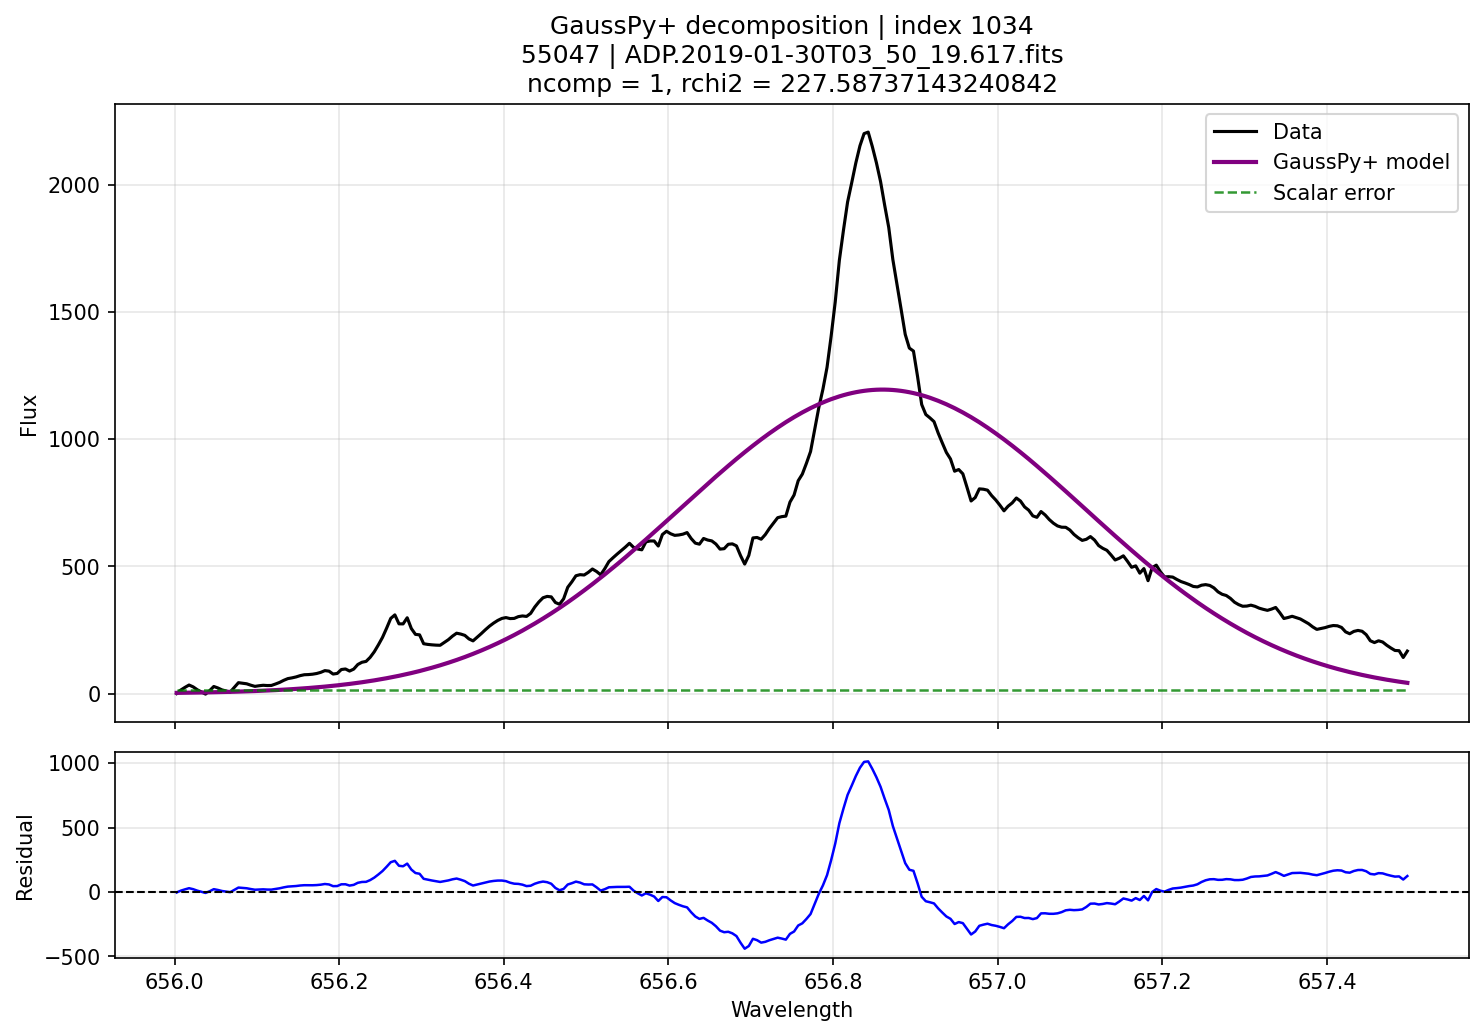 GaussPy+ decomposition | index 1034
55047 | ADP.2019-01-30T03_50_19.617.fits
ncomp = 1, rchi2 = 227.58737143240842
Data
GaussPy+ model
Scalar error
Flux
2000
1500
1000
500
0
Residual
1000
500
0
−500
656.0 656.2 656.4 656.6 656.8 657.0 657.2 657.4
Wavelength